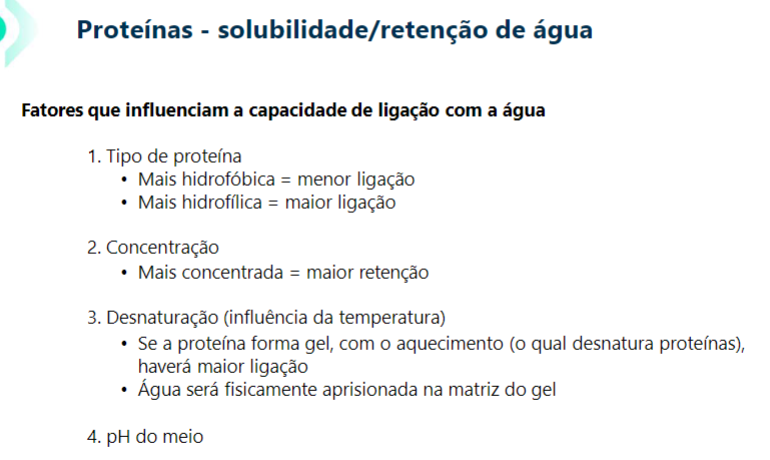 Proteínas - solubilidade/retenção de água
Fatores que influenciam a capacidade de ligação com a água
1. Tipo de proteína
• Mais hidrofóbica = menor ligação
• Mais hidrofílica = maior ligação
2. Concentração
• Mais concentrada = maior retenção
3. Desnaturação (influência da temperatura)
• Se a proteína forma gel, com o aquecimento (o qual desnatura proteínas),
haverá maior ligação
• Água será fisicamente aprisionada na matriz do gel
4. pH do meio